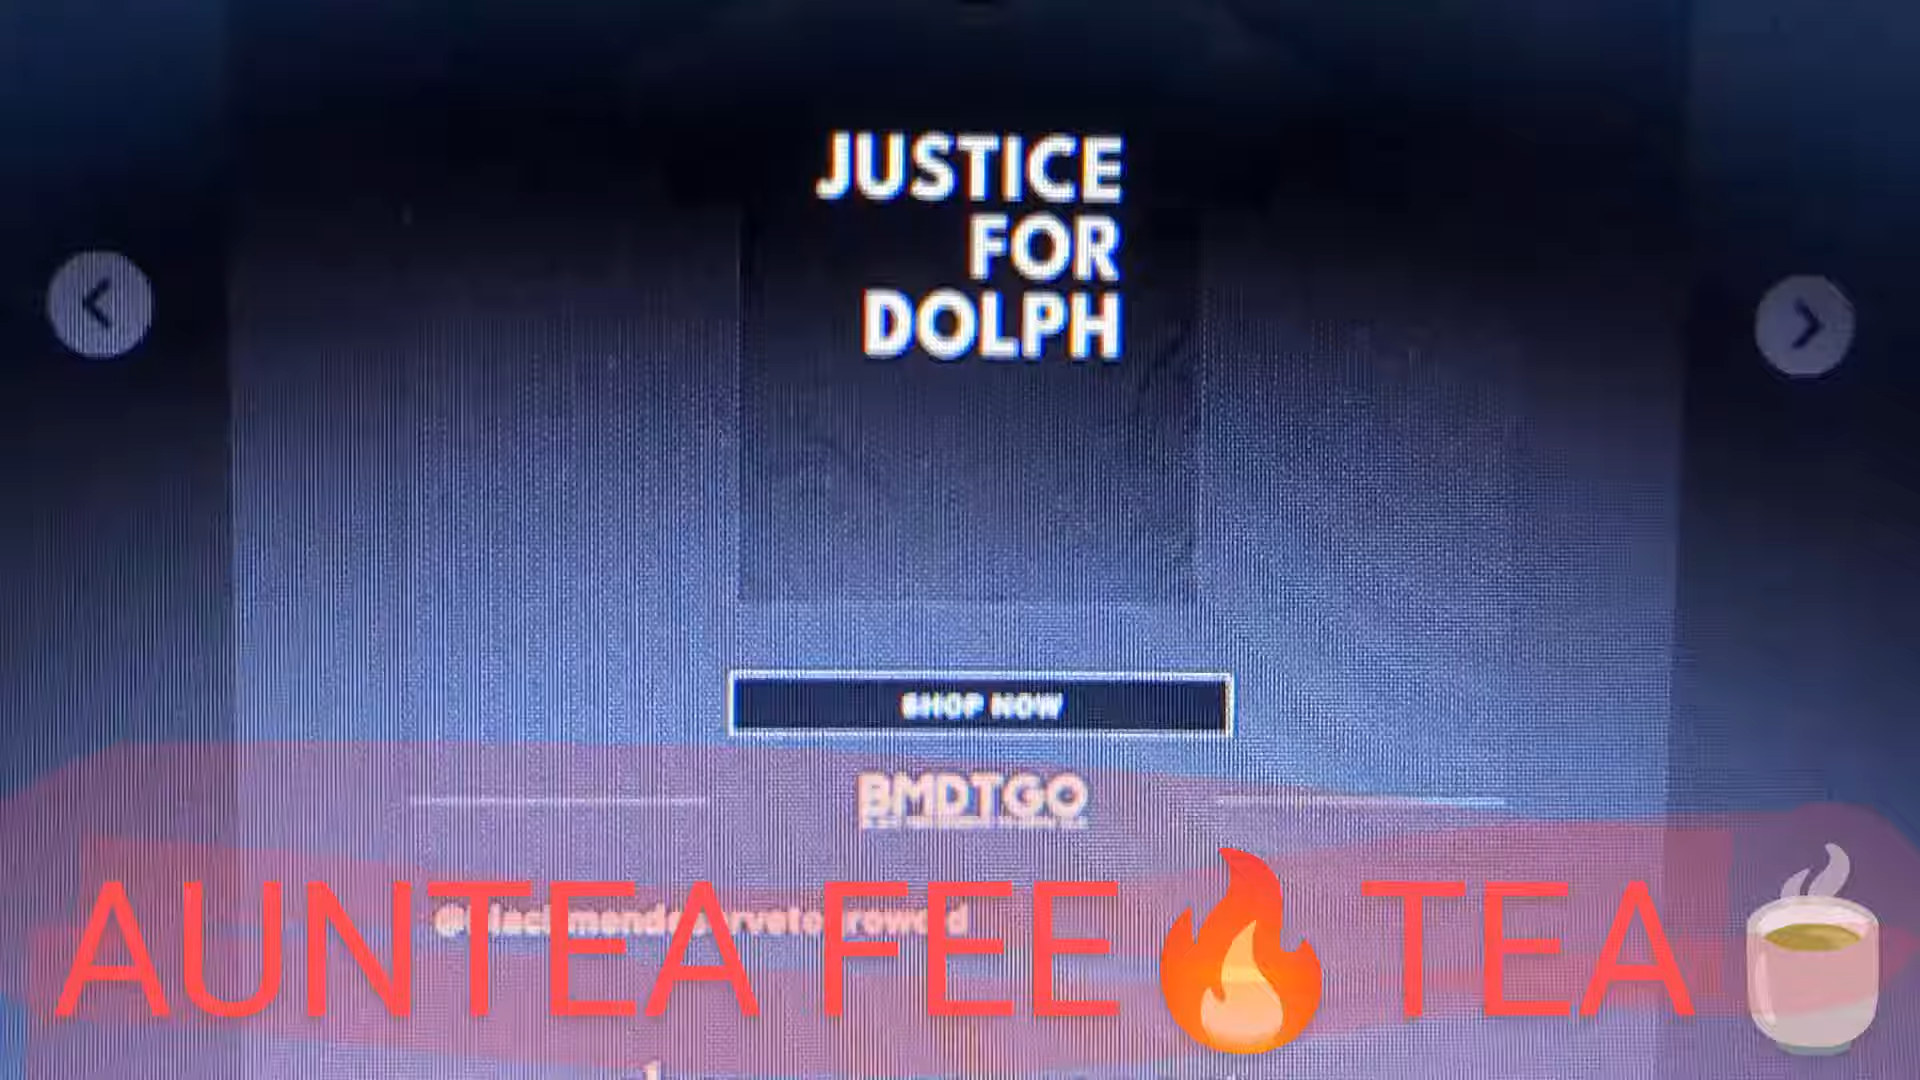 JUSTICE
FOR
DOLPH
SHOP NOW
BMDTGO
AUNTEA FEE🔥TEA🍵